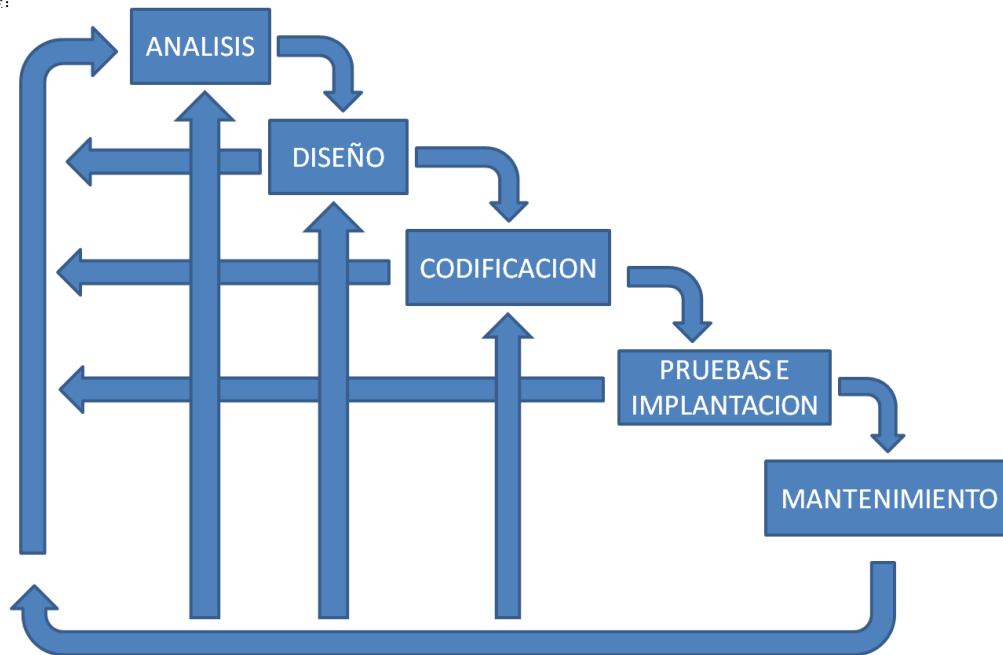 ANALISIS
DISEÑO
CODIFICACION
PRUEBAS E
IMPLANTACION
MANTENIMIENTO